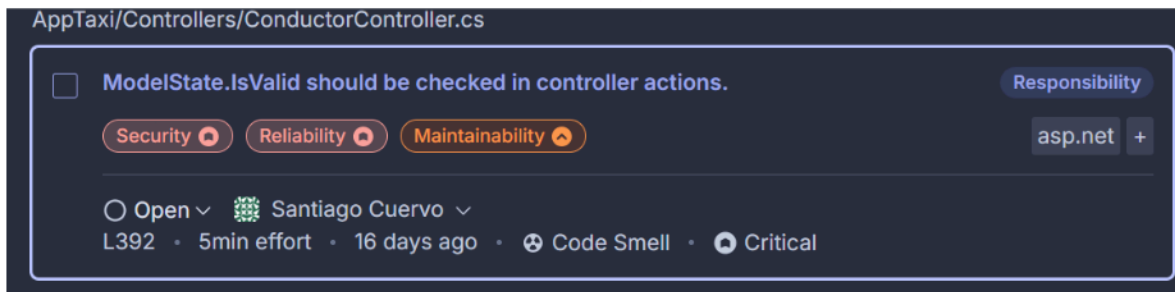 AppTaxi/Controllers/ConductorController.cs
ModelState.IsValid should be checked in controller actions. Responsibility
Security Reliability Maintainability asp.net +
Open Santiago Cuervo
L392 • 5min effort • 16 days ago • Code Smell • Critical